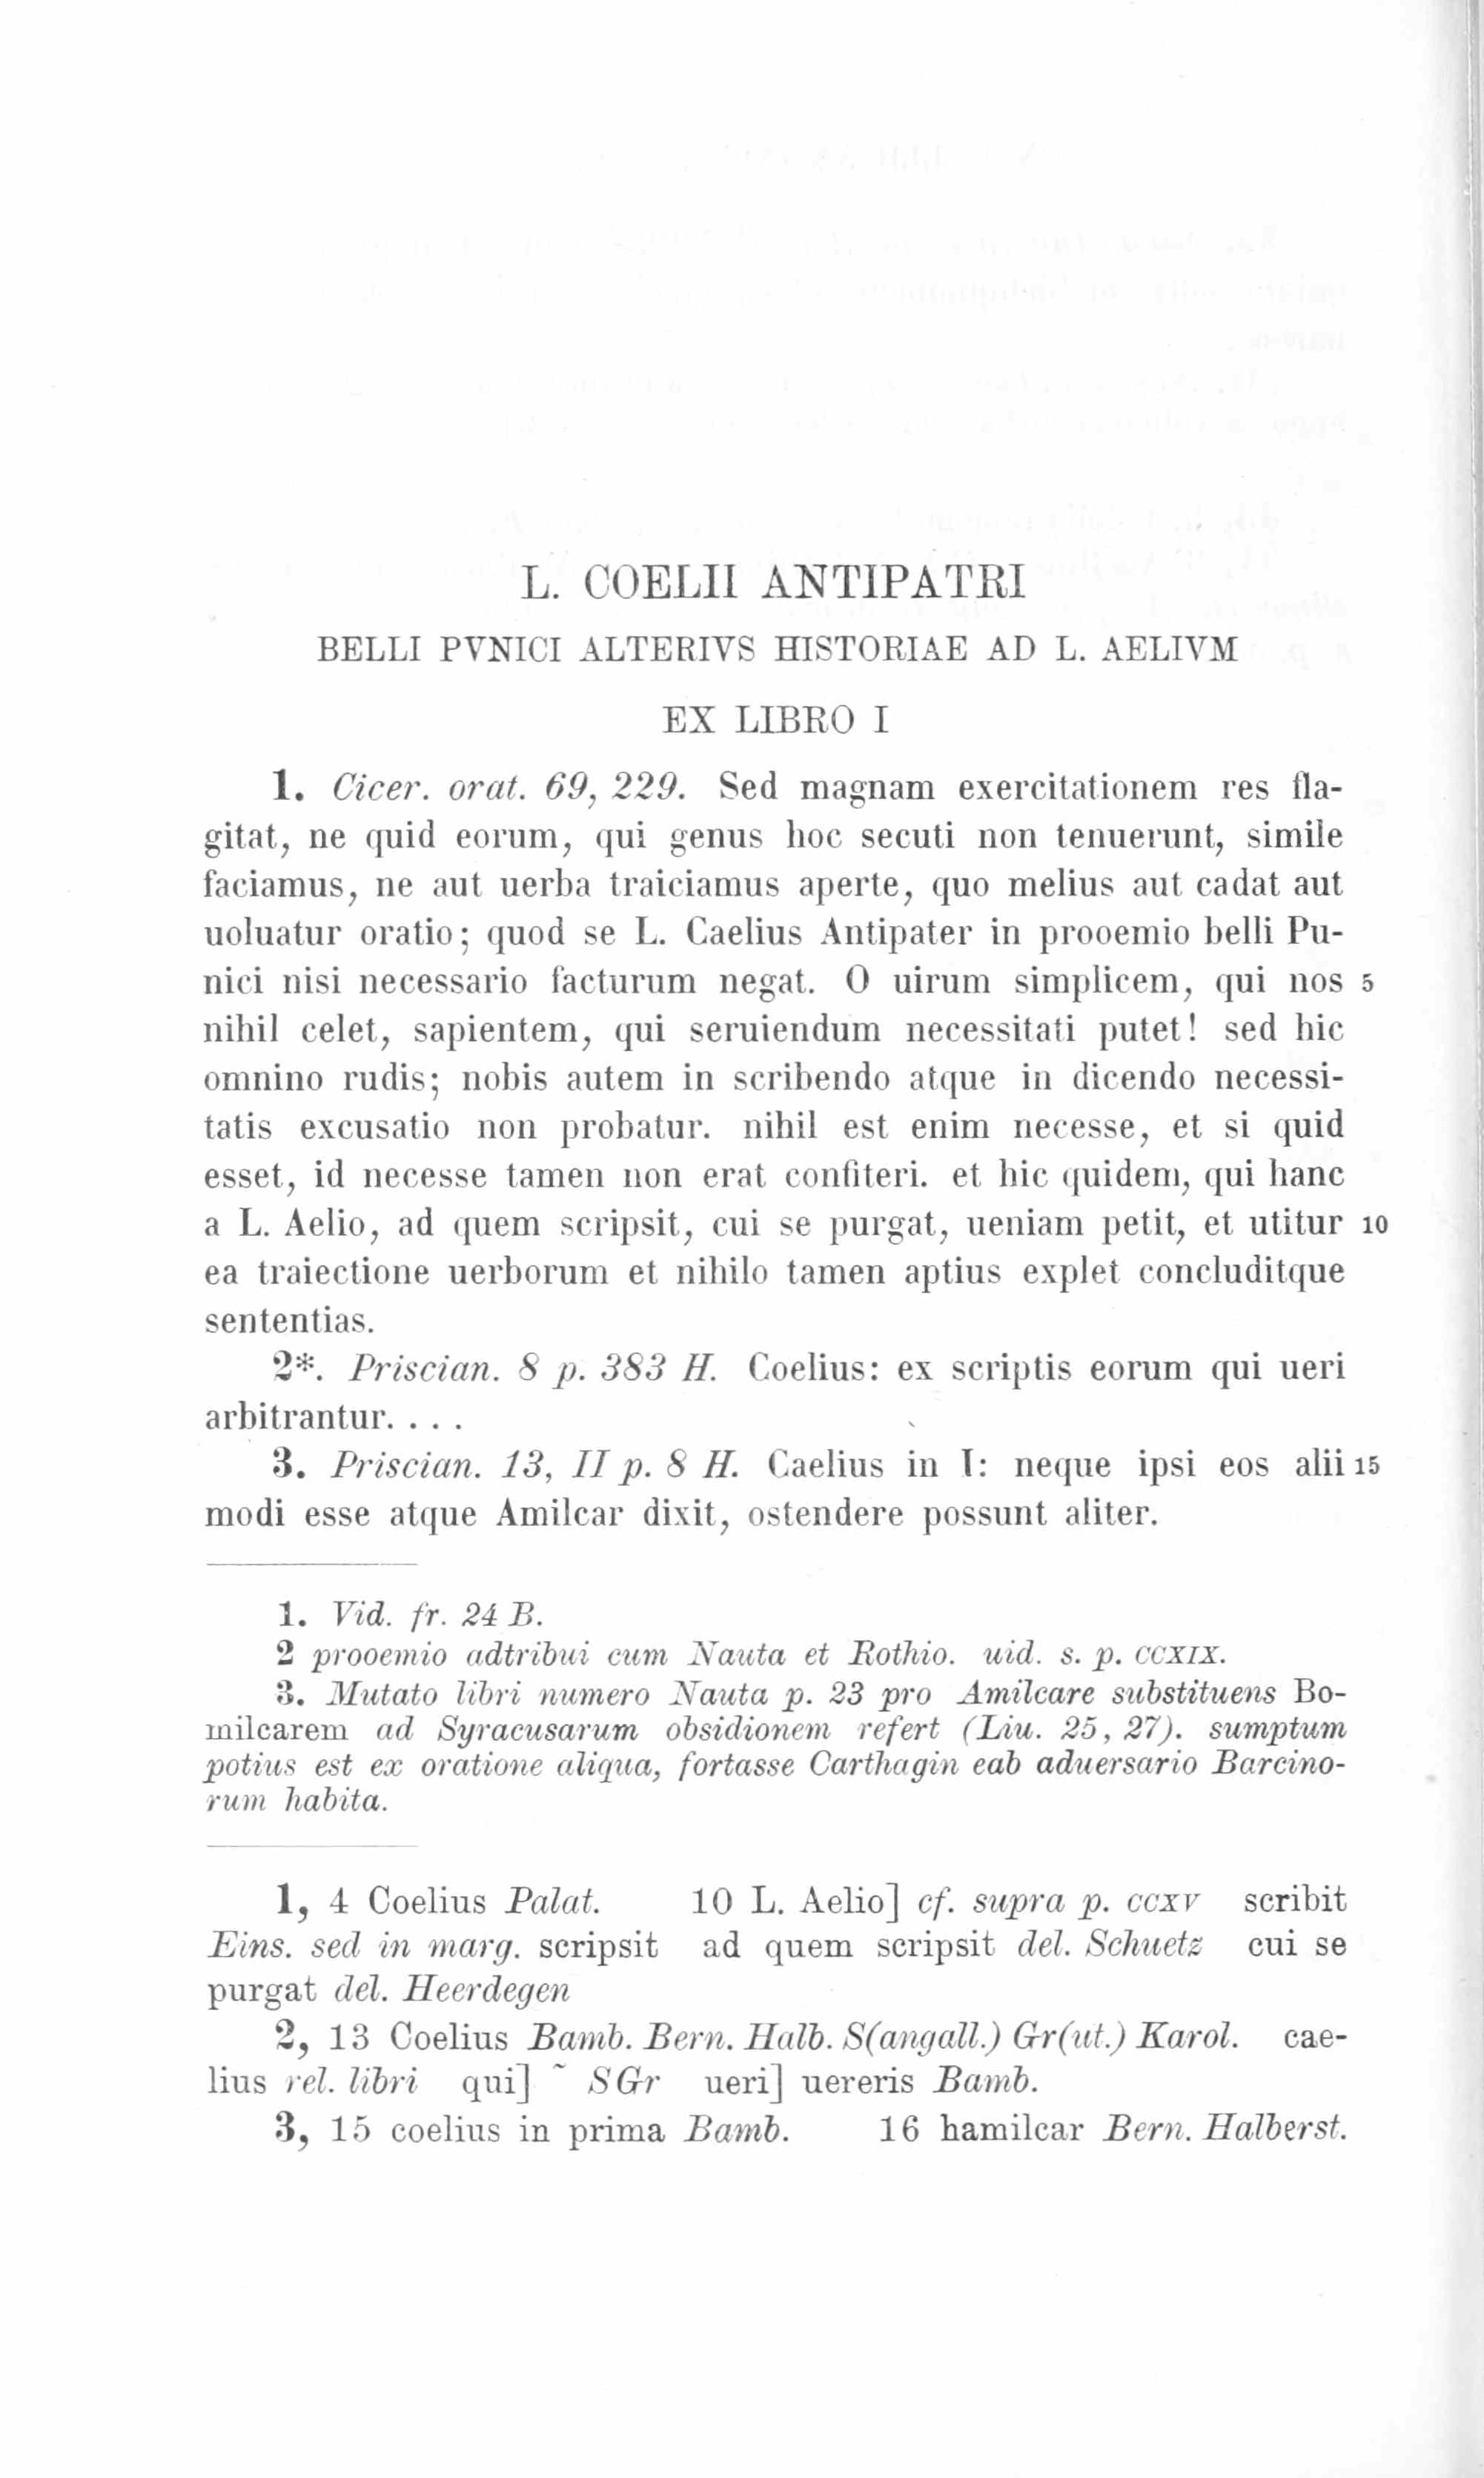 L. COELII ANTIPATRI
BELLI PVNICI ALTERIVS HISTORIAE AD L. AELIVM
EX LIBRO I
1. Cicer. orat. 69, 229. Sed magnam exercitationem res fla-
gitat, ne quid eorum, qui genus hoc secuti non tenuerunt, simile
faciamus, ne aut uerba traiciamus aperte, quo melius aut cadat aut
uoluatur oratio; quod se L. Caelius Antipater in prooemio belli Pu-
nici nisi necessario facturum negat. O uirum simplicem, qui nos 5
nihil celet, sapientem, qui seruiendum necessitati putet! sed hic
omnino rudis; nobis autem in scribendo atque in dicendo necessi-
tatis excusatio non probatur. nihil est enim necesse, et si quid
esset, id necesse tamen non erat confiteri. et hic quidem, qui hanc
a L. Aelio, ad quem scripsit, cui se purgat, ueniam petit, et utitur 10
ea traiectione uerborum et nihilo tamen aptius explet concluditque
sententias.
2*. Priscian. 8 p. 383 H. Coelius: ex scriptis eorum qui ueri
arbitrantur. . . .
3. Priscian. 13, II p. 8 H. Caelius in I: neque ipsi eos alii 15
modi esse atque Amilcar dixit, ostendere possunt aliter.
1. Vid. fr. 24 B.
2 prooemio adtribui cum Nauta et Rothio. uid. s. p. CCXIX.
3. Mutato libri numero Nauta p. 23 pro Amilcare substituens Bo-
milcarem ad Syracusarum obsidionem refert (Liu. 25, 27). sumptum
potius est ex oratione aliqua, fortasse Carthagin eab aduersario Barcino-
rum habita.
1, 4 Coelius Palat. 10 L. Aelio] cf. supra p. CCXV scribit
Eins. sed in marg. scripsit ad quem scripsit del. Schuetz cui se
purgat del. Heerdegen
2, 13 Coelius Bamb. Bern. Halb. S(angall.) Gr(ut.) Karol. cae-
lius rel. libri qui] ˜ SGr ueri] uereris Bamb.
3, 15 coelius in prima Bamb. 16 hamilcar Bern. Halberst.